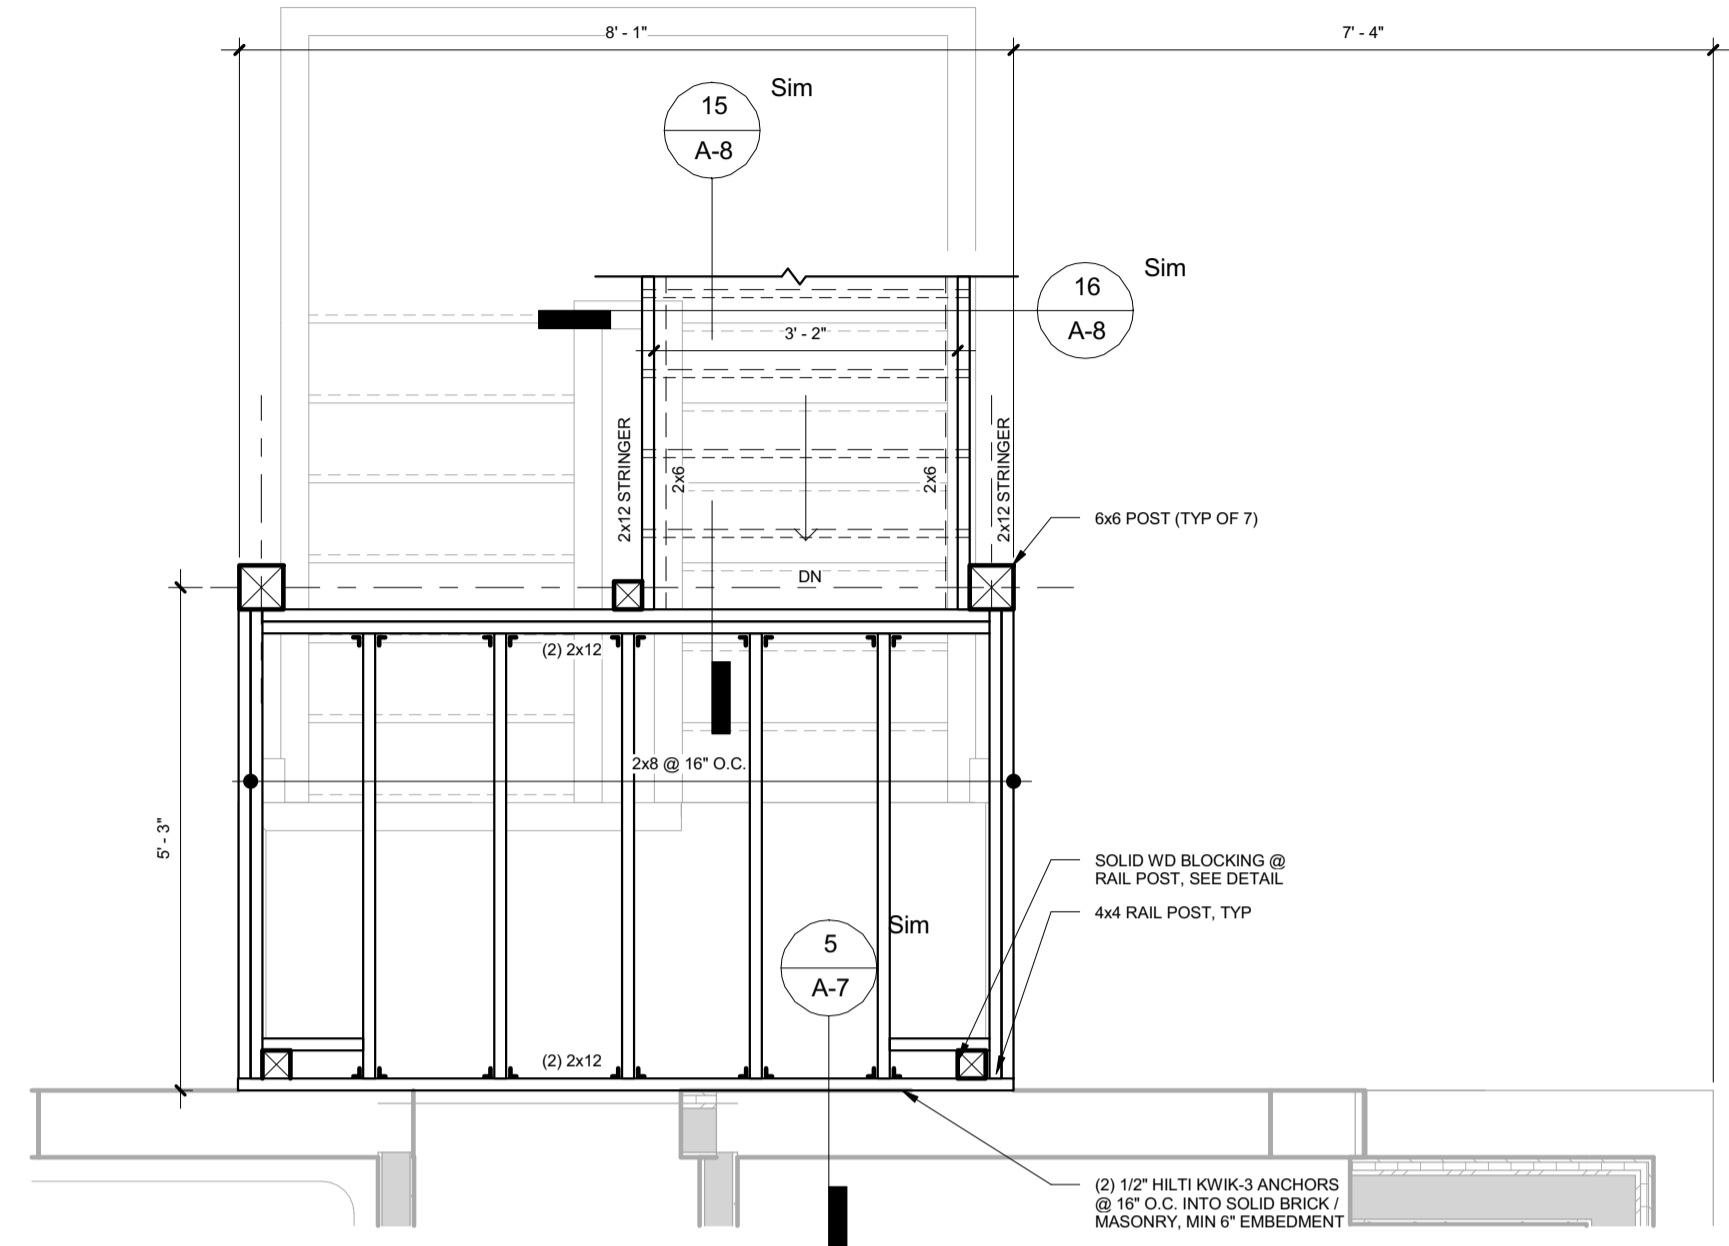 8' - 1"
7' - 4"
15
A-8
Sim
16
A-8
Sim
3' - 2"
2x12 STRINGER
2x6
2x6
2x12 STRINGER
6x6 POST (TYP OF 7)
DN
(2) 2x12
2x8 @ 16" O.C.
5' - 3"
SOLID WD BLOCKING @
RAIL POST, SEE DETAIL
4x4 RAIL POST, TYP
5
A-7
Sim
(2) 2x12
(2) 1/2" HILTI KWIK-3 ANCHORS
@ 16" O.C. INTO SOLID BRICK /
MASONRY, MIN 6" EMBEDMENT